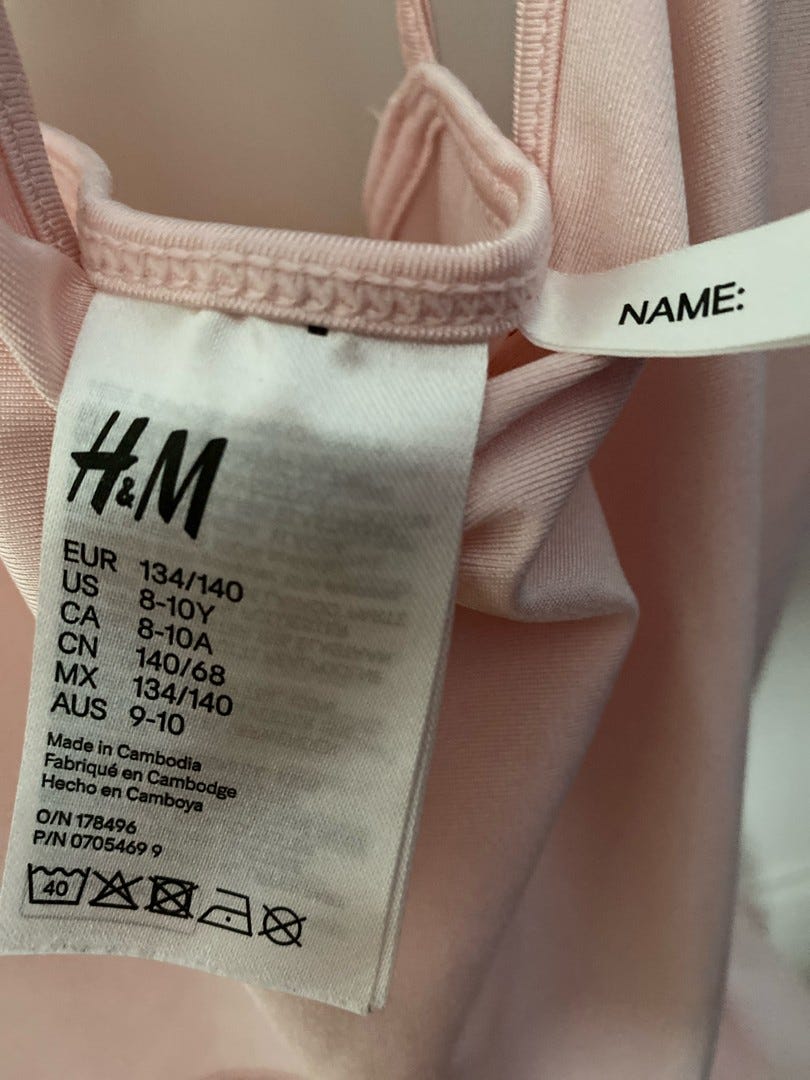 H&M
EUR 134/140
US 8-10Y
CA 8-10A
CN 140/68
MX 134/140
AUS 9-10
Made in Cambodia
Fabriqué en Cambodge
Hecho en Camboya
O/N 178496
P/N 0705469 9
40
NAME: